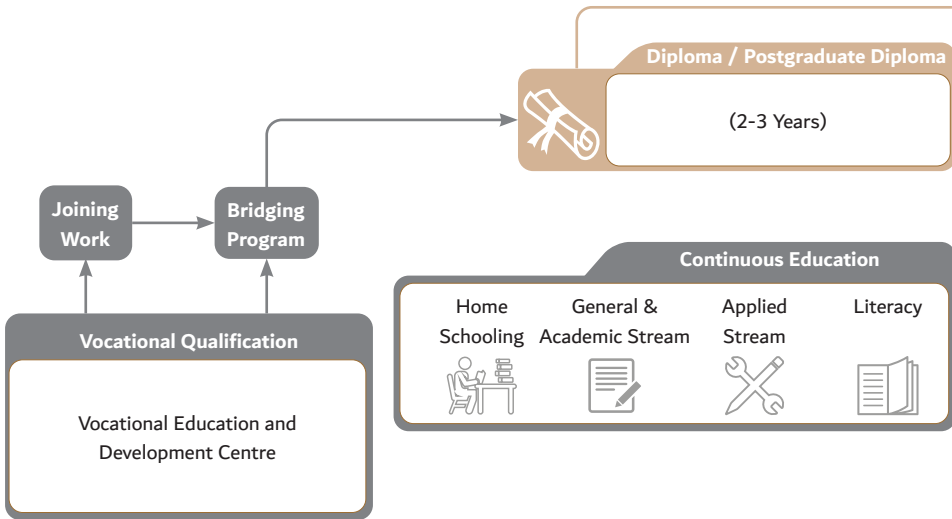 Diploma / Postgraduate Diploma
(2-3 Years)
Joining
Work
Bridging
Program
Continuous Education
Home
Schooling
General &
Academic Stream
Applied
Stream
Literacy
Vocational Qualification
Vocational Education and
Development Centre